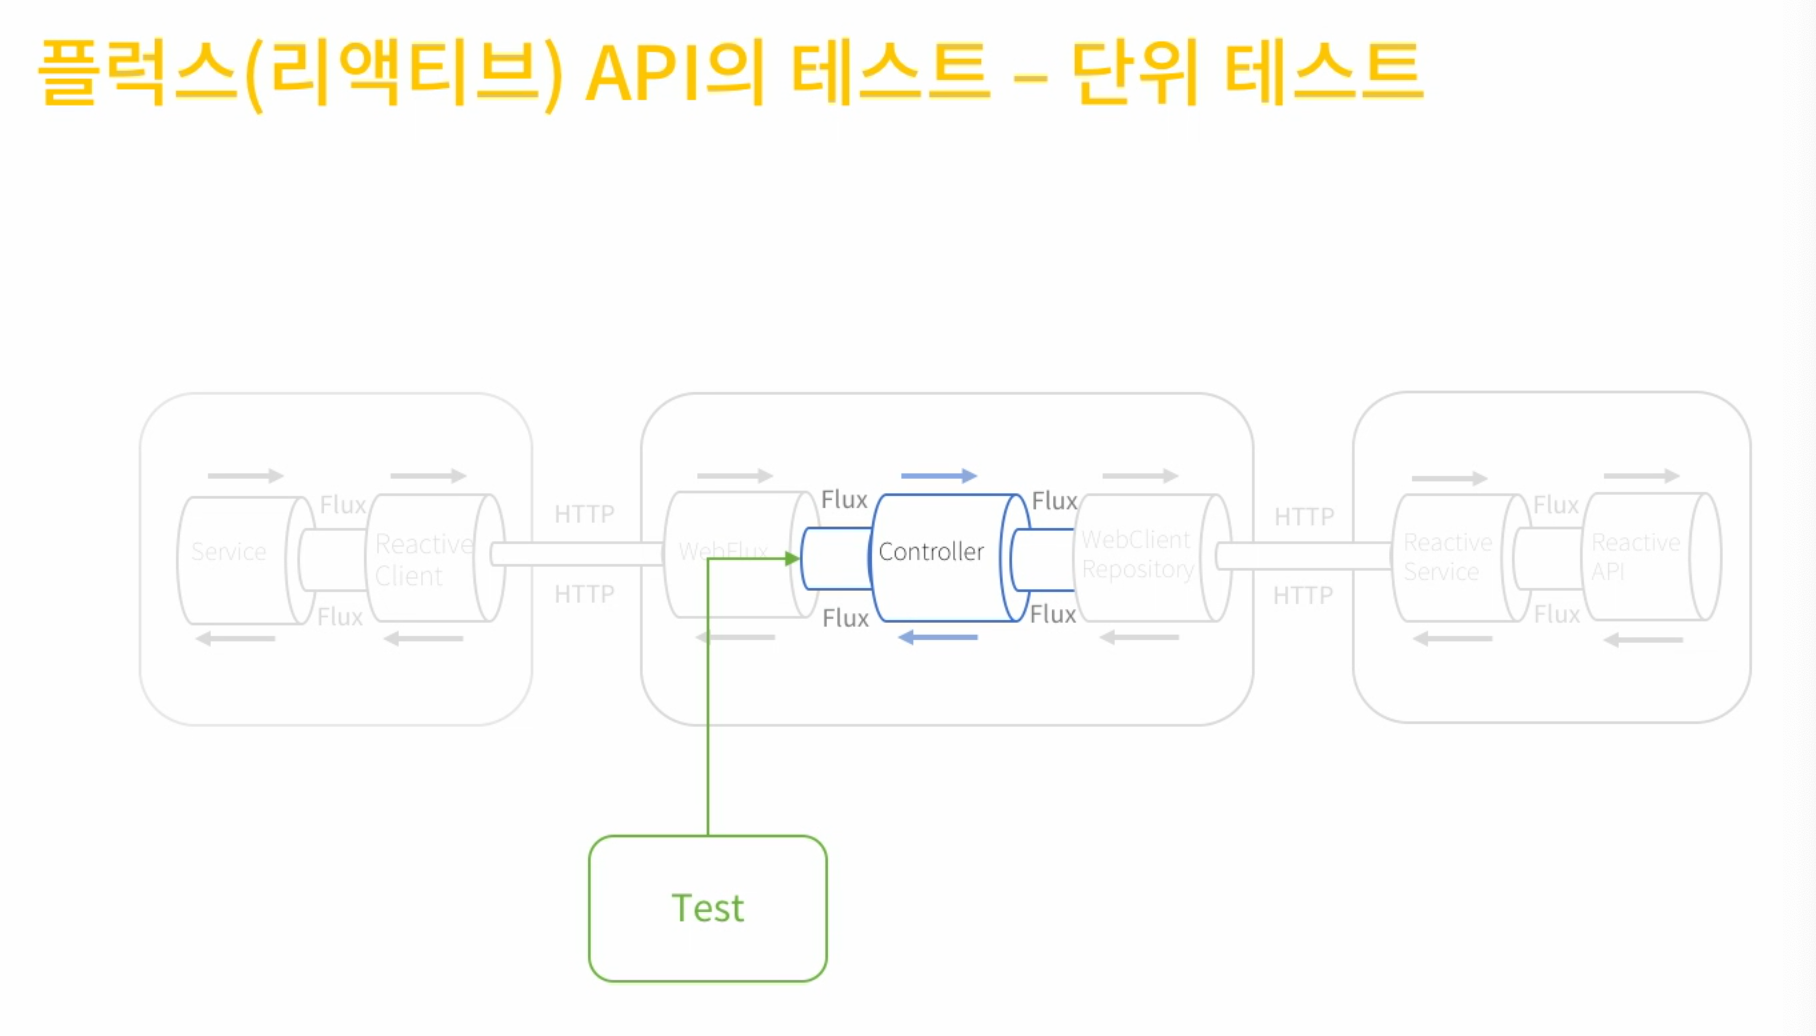 플럭스(리액티브) API의 테스트 – 단위 테스트
Service
Flux
Flux
Reactive
Client
HTTP
HTTP
WebFlux
Flux
Flux
Controller
Flux
Flux
WebClient
Repository
HTTP
HTTP
Reactive
Service
Flux
Flux
Reactive
API
Test